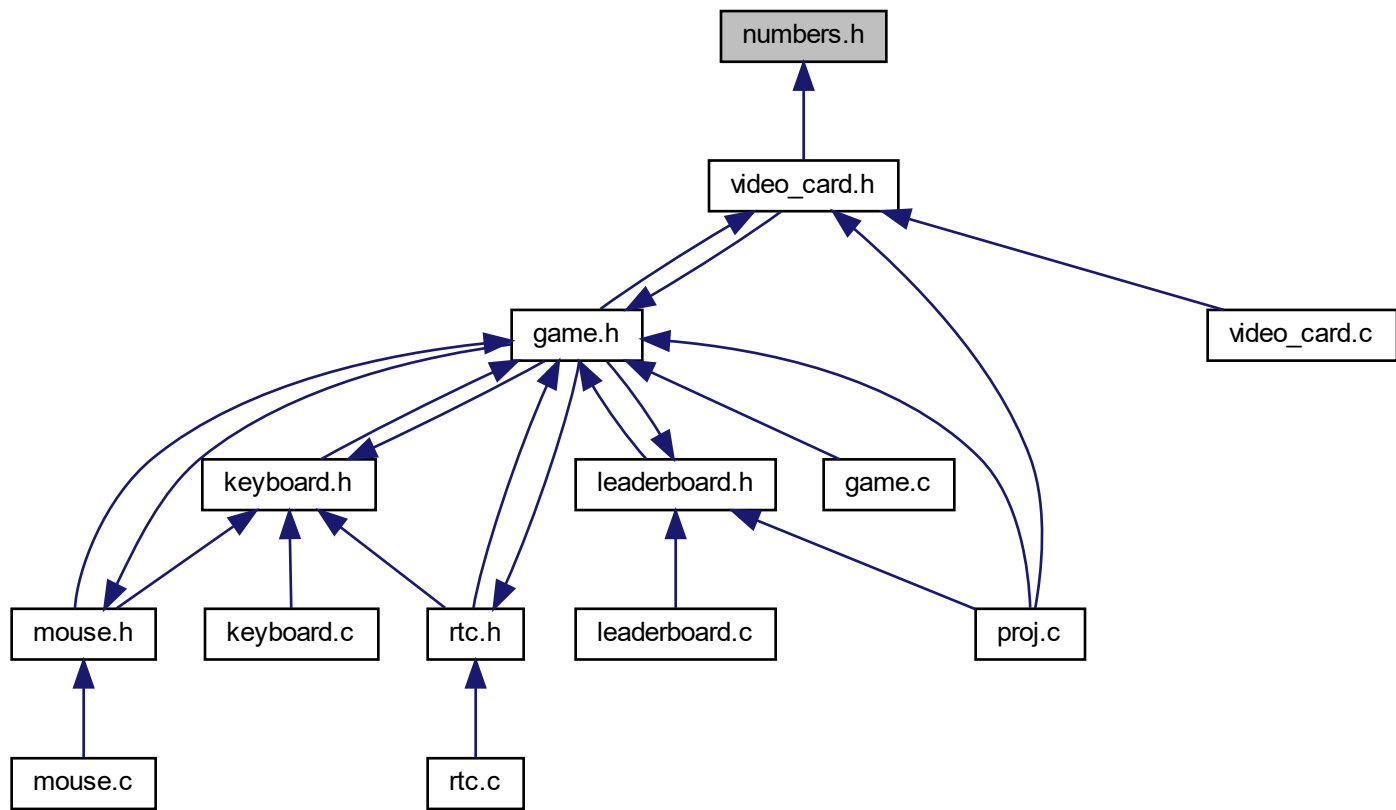 numbers.h
video_card.h
game.h
video_card.c
keyboard.h
leaderboard.h
game.c
mouse.h
keyboard.c
rtc.h
leaderboard.c
proj.c
mouse.c
rtc.c